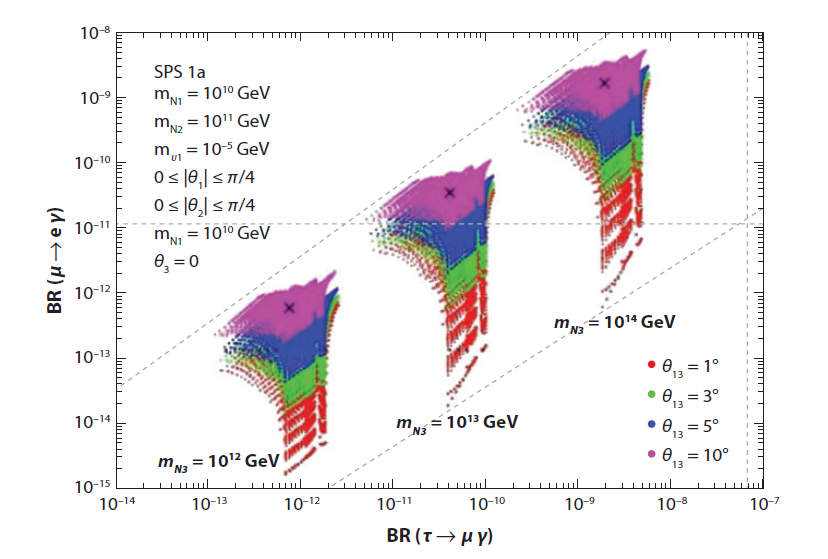 10⁻⁸
10⁻⁹
10⁻¹⁰
10⁻¹¹
10⁻¹²
10⁻¹³
10⁻¹⁴
10⁻¹⁵
BR (μ → e γ)
SPS 1a
m_N1 = 10¹⁰ GeV
m_N2 = 10¹¹ GeV
m_υ1 = 10⁻⁵ GeV
0 ≤ |θ₁| ≤ π/4
0 ≤ |θ₂| ≤ π/4
m_N1 = 10¹⁰ GeV
θ₃ = 0
m_N3 = 10¹⁴ GeV
m_N3 = 10¹³ GeV
m_N3 = 10¹² GeV
θ₁₃ = 1°
θ₁₃ = 3°
θ₁₃ = 5°
θ₁₃ = 10°
10⁻¹⁴ 10⁻¹³ 10⁻¹² 10⁻¹¹ 10⁻¹⁰ 10⁻⁹ 10⁻⁸ 10⁻⁷
BR (τ → μ γ)